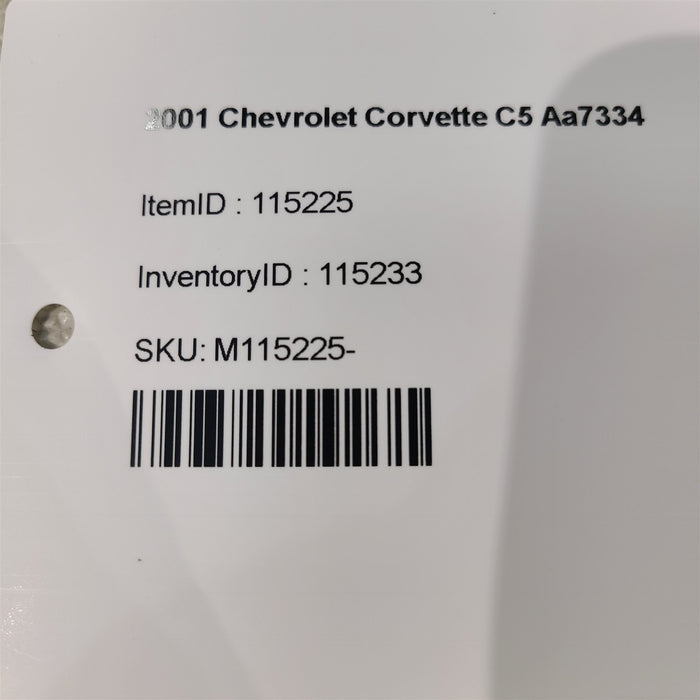 2001 Chevrolet Corvette C5 Aa7334
ItemID : 115225
InventoryID : 115233
SKU: M115225-